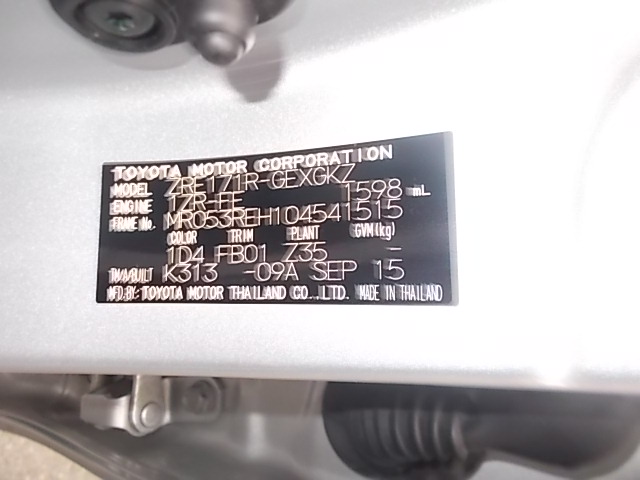 TOYOTA MOTOR CORPORATION
MODEL ZRE171R-GEXGKZ
ENGINE 1ZR-FE 1598 mL
FRAME No. MR053REH104541515
COLOR TRIM PLANT GVM(kg)
1D4 FB01 Z35 -
TM/A/BUILT K313 -09A SEP 15
MFD.BY: TOYOTA MOTOR THAILAND CO.,LTD. MADE IN THAILAND